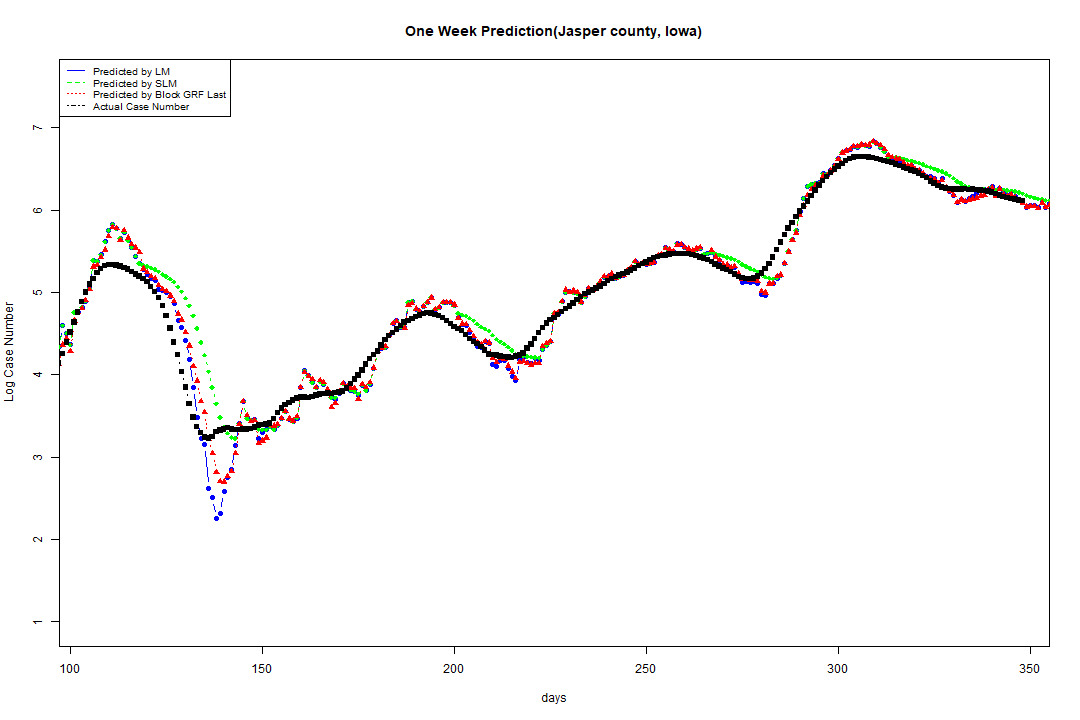 One Week Prediction(Jasper county, Iowa)
Predicted by LM
Predicted by SLM
Predicted by Block GRF Last
Actual Case Number
Log Case Number
7
6
5
4
3
2
1
100 150 200 250 300 350
days